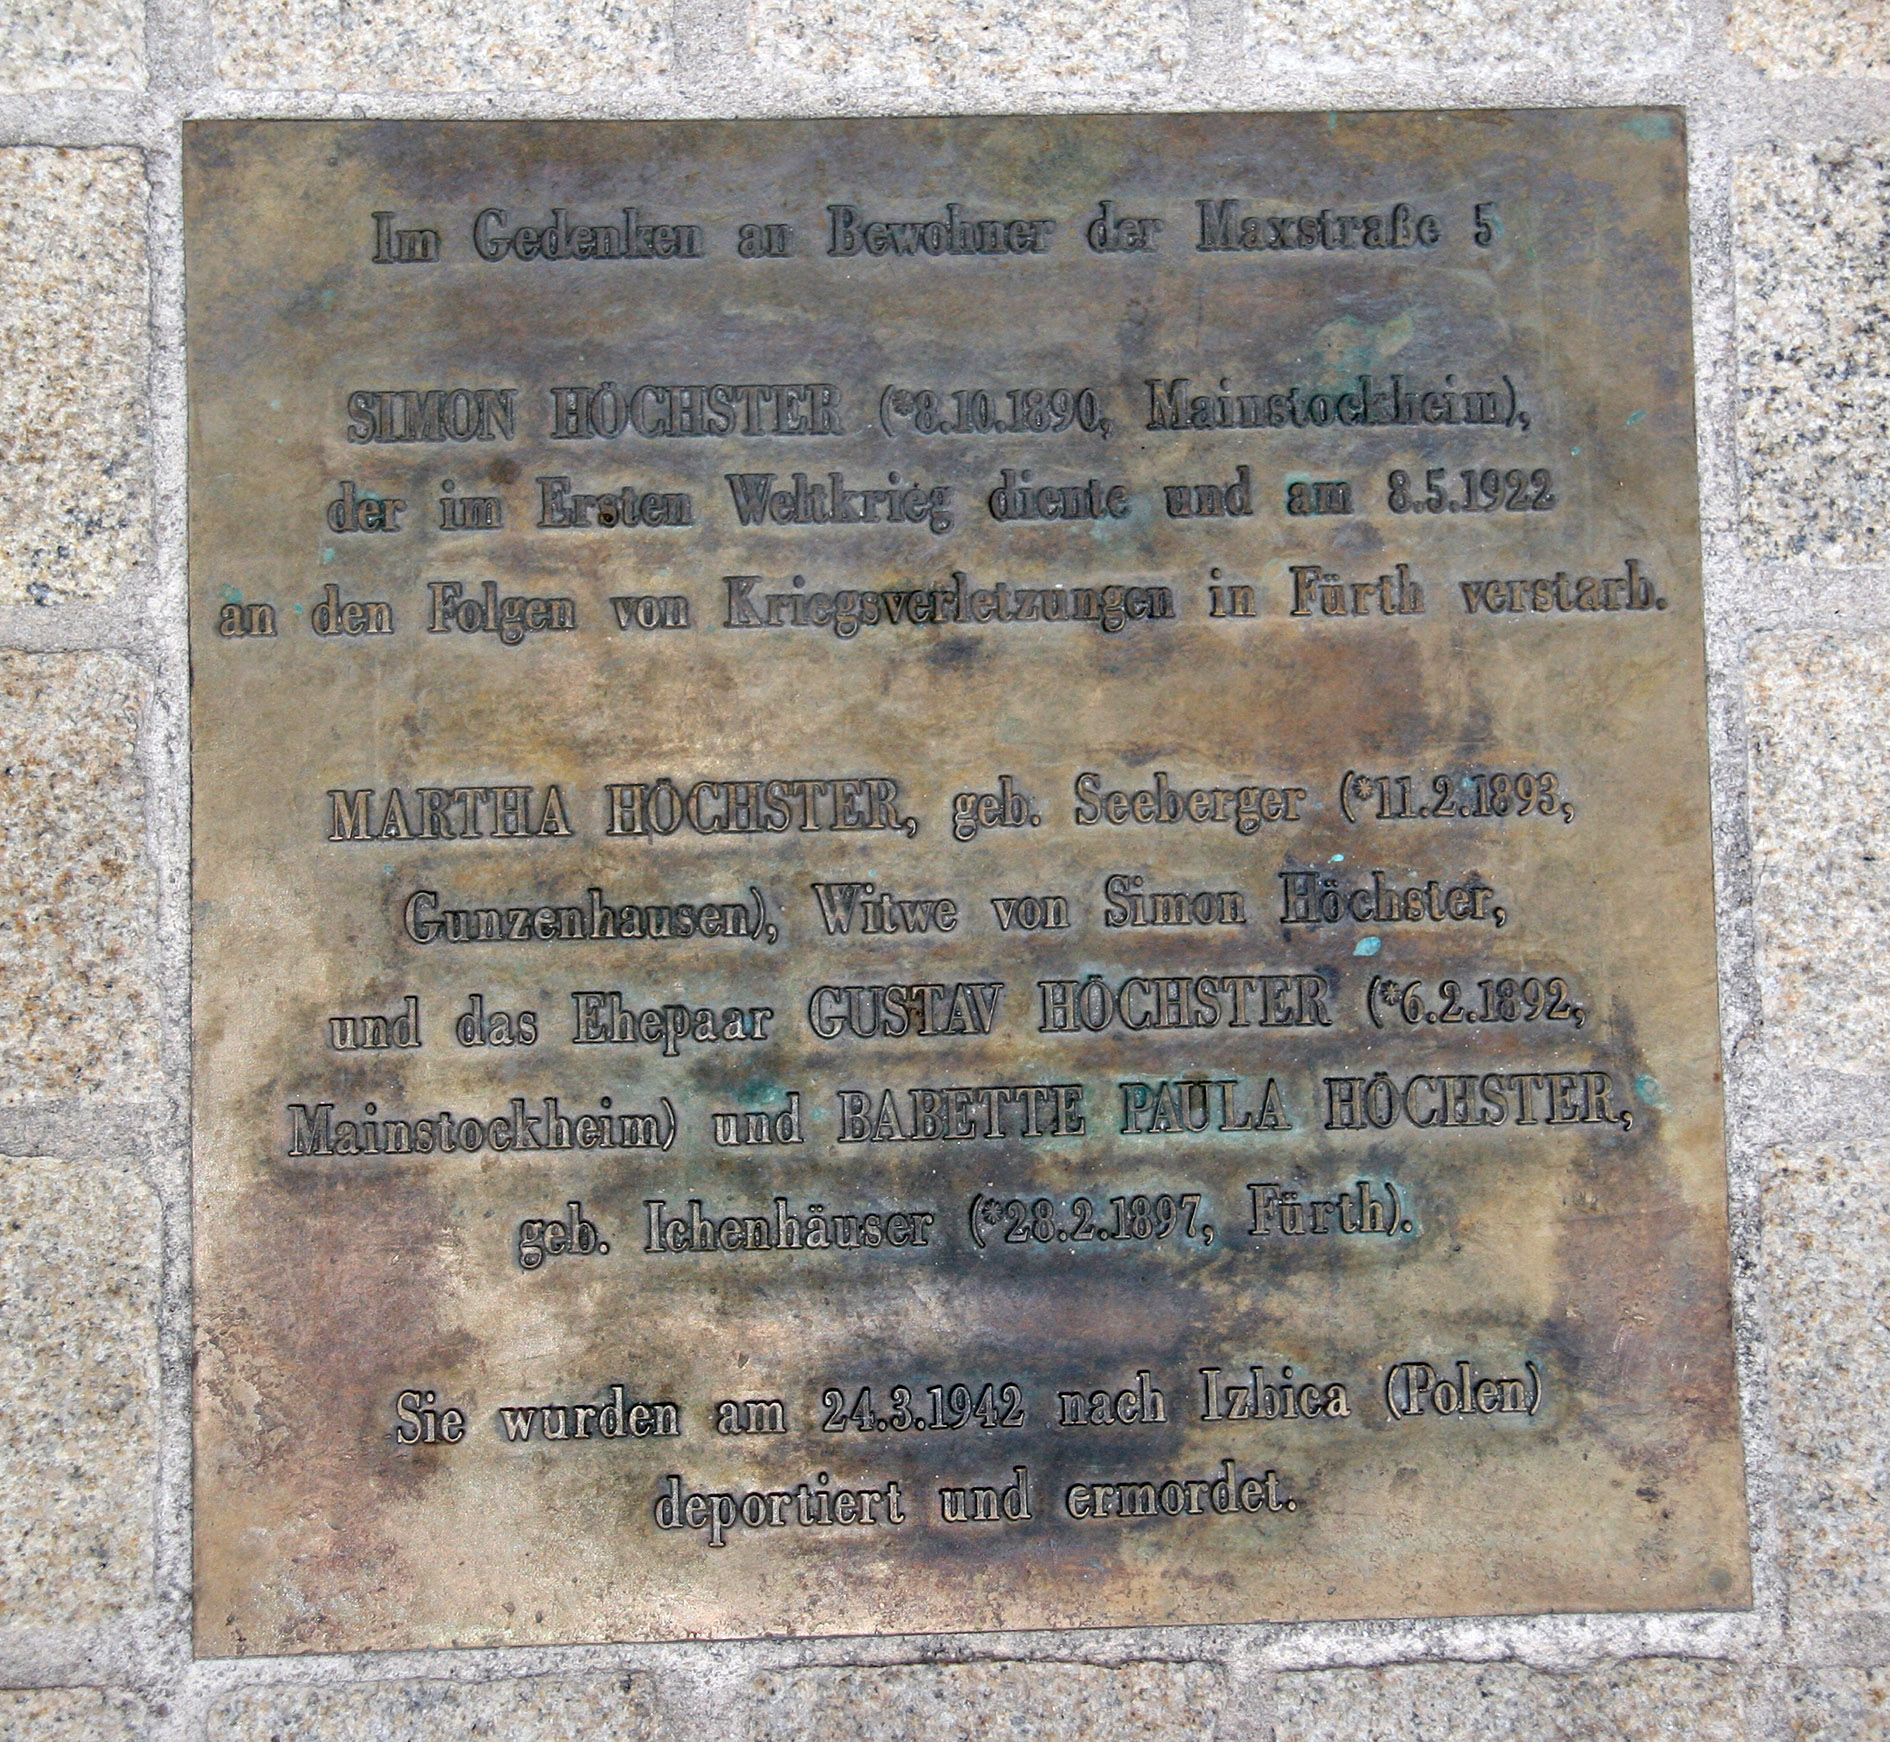 Im Gedenken an Bewohner der Maxstraße 5
SIMON HÖCHSTER (*8.10.1890, Mainstockheim),
der im Ersten Weltkrieg diente und am 8.5.1922
an den Folgen von Kriegsverletzungen in Fürth verstarb.
MARTHA HÖCHSTER, geb. Seeberger (*11.2.1893,
Gunzenhausen), Witwe von Simon Höchster,
und das Ehepaar GUSTAV HÖCHSTER (*6.2.1892,
Mainstockheim) und BABETTE PAULA HÖCHSTER,
geb. Ichenhäuser (*28.2.1897, Fürth).
Sie wurden am 24.3.1942 nach Izbica (Polen)
deportiert und ermordet.